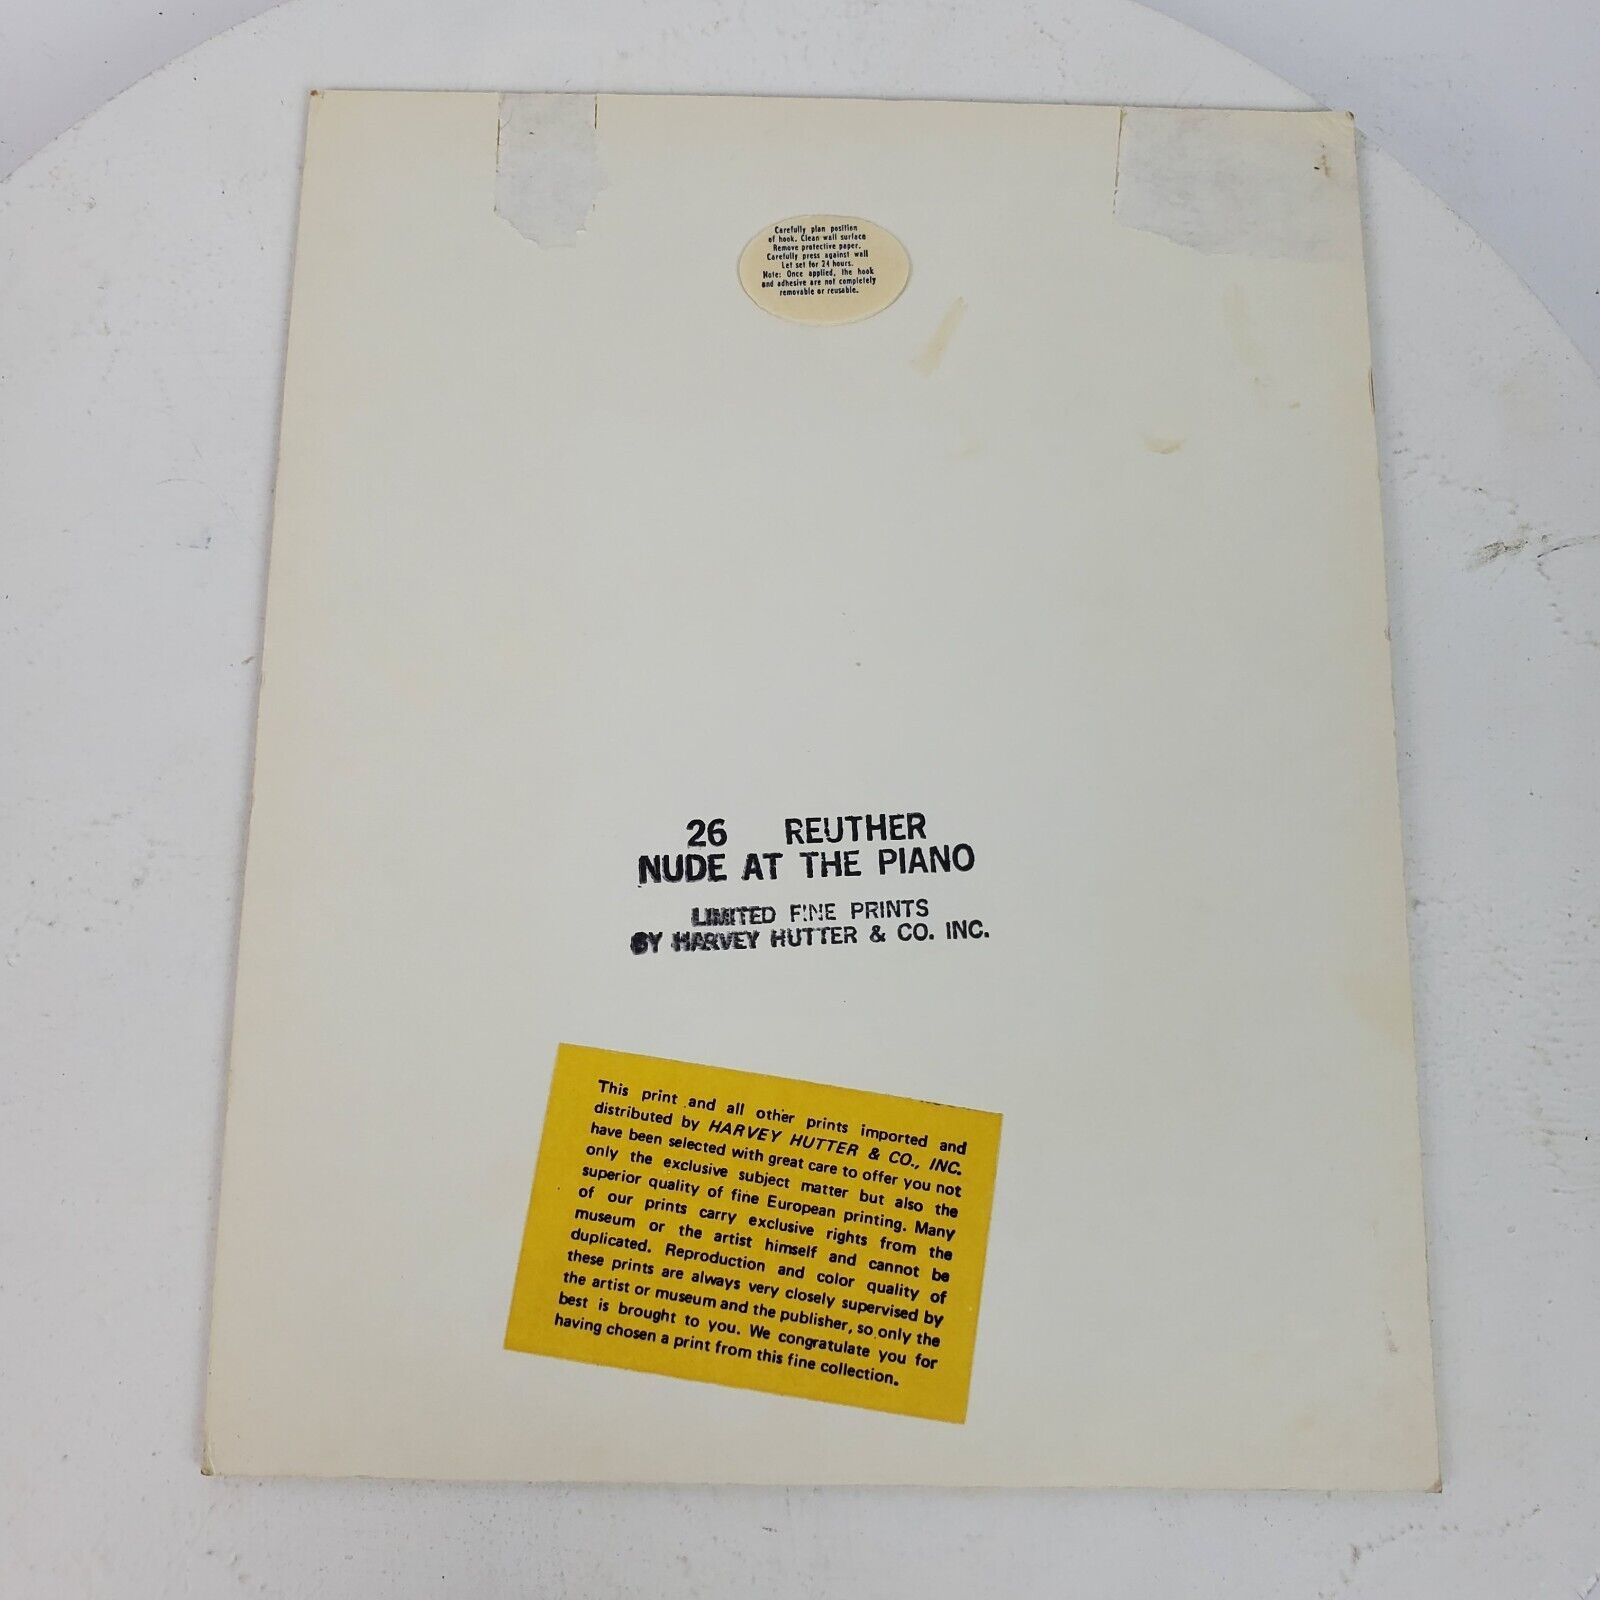 Carefully plan position
of hook. Clean wall surface
Remove protective paper.
Carefully press against wall
Let set for 24 hours.
Note: Once applied, the hook
and adhesive are not completely
removable or reusable.
26 REUTHER
NUDE AT THE PIANO
LIMITED FINE PRINTS
BY HARVEY HUTTER & CO. INC.
This print and all other prints imported and
distributed by HARVEY HUTTER & CO., INC.
have been selected with great care to offer you not
only the exclusive subject matter but also the
superior quality of fine European printing. Many
of our prints carry exclusive rights from the
museum or the artist himself and cannot be
duplicated. Reproduction and color quality of
these prints are always very closely supervised by
the artist or museum and the publisher, so only the
best is brought to you. We congratulate you for
having chosen a print from this fine collection.